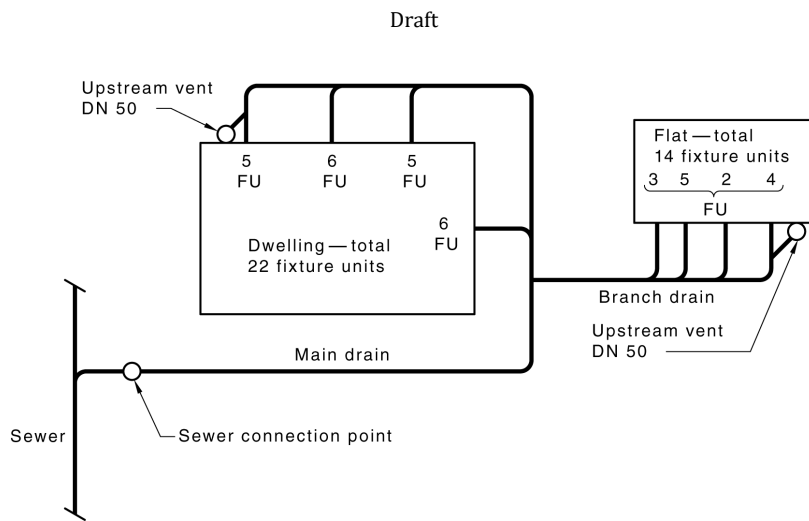 Draft
Upstream vent
DN 50
5
FU
6
FU
5
FU
6
FU
Dwelling — total
22 fixture units
Flat — total
14 fixture units
3 5 2 4
FU
Branch drain
Upstream vent
DN 50
Main drain
Sewer
Sewer connection point